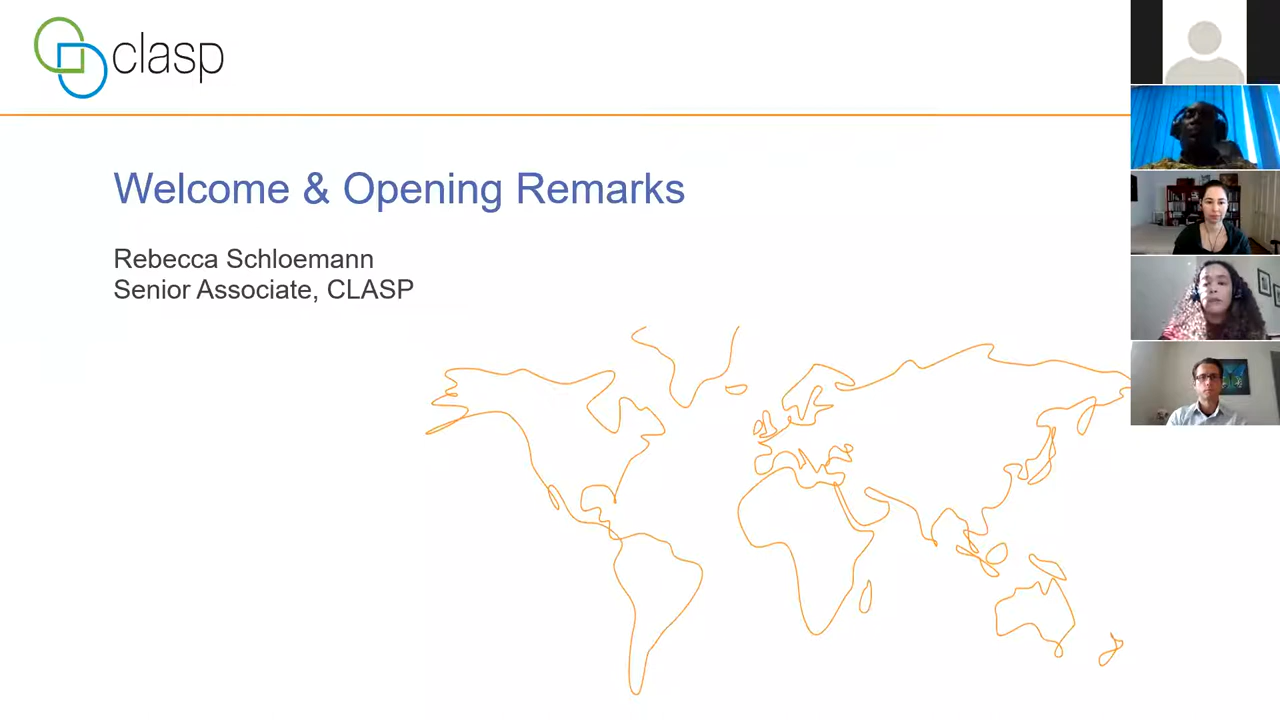 clasp
Welcome & Opening Remarks
Rebecca Schloemann
Senior Associate, CLASP